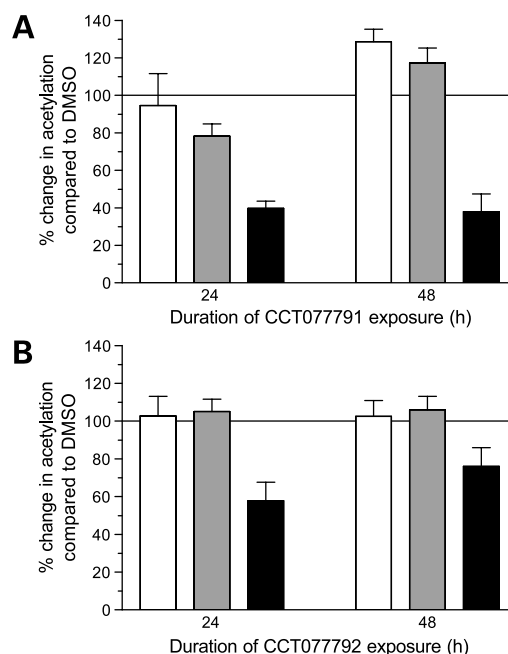 A
% change in acetylation
compared to DMSO
140
120
100
80
60
40
20
0
24
48
Duration of CCT077791 exposure (h)
B
% change in acetylation
compared to DMSO
140
120
100
80
60
40
20
0
24
48
Duration of CCT077792 exposure (h)